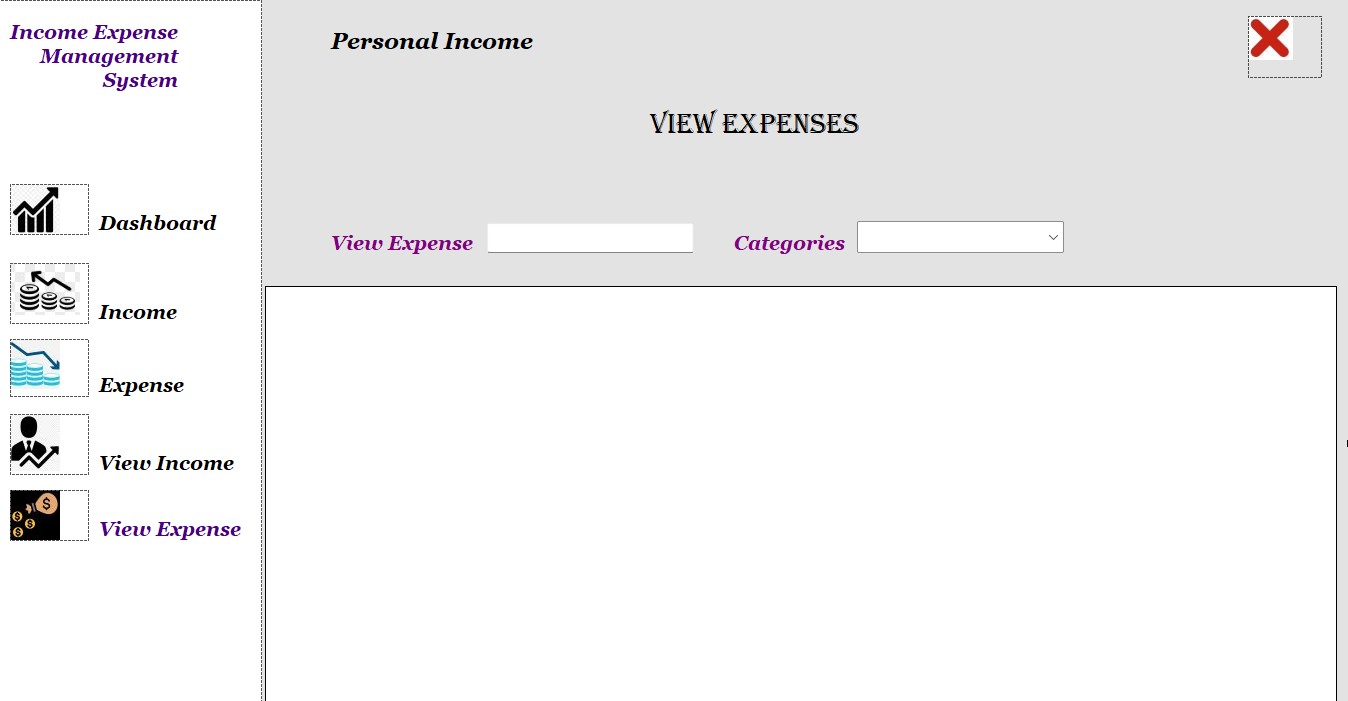 Income Expense
Management
System
Personal Income
VIEW EXPENSES
Dashboard
View Expense
Categories
Income
Expense
View Income
View Expense